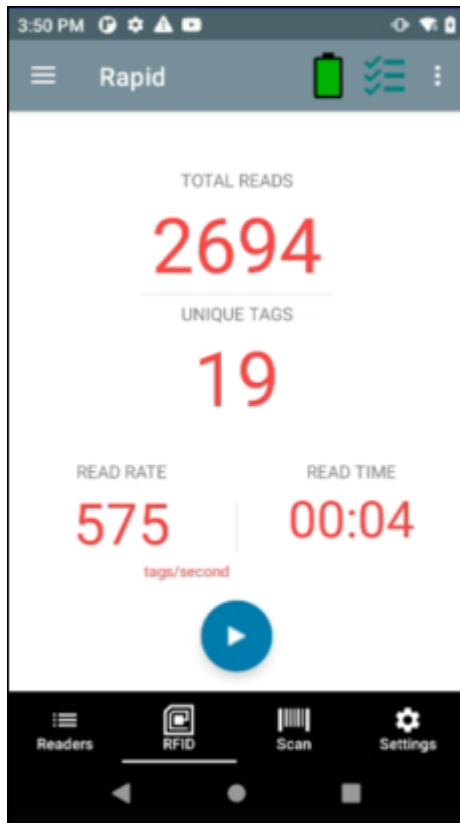 3:50 PM
Rapid
TOTAL READS
2694
UNIQUE TAGS
19
READ RATE
READ TIME
575
00:04
tags/second
Readers
RFID
Scan
Settings